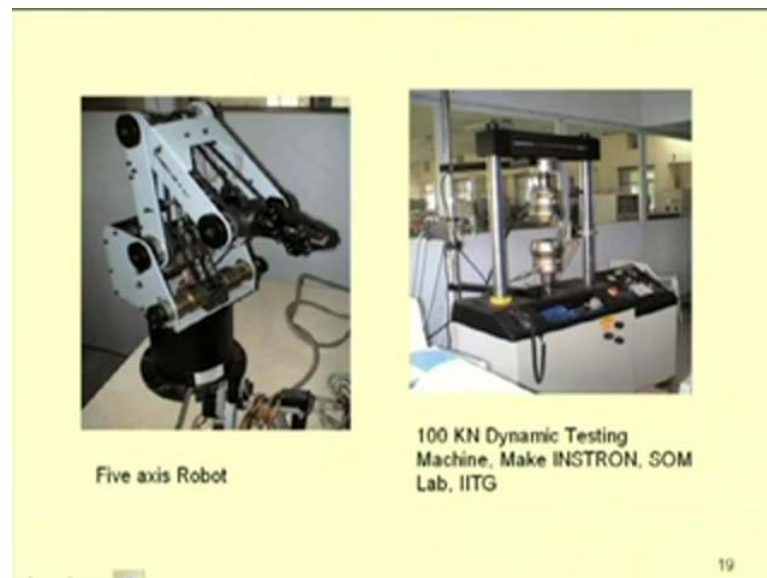 Five axis Robot
100 KN Dynamic Testing
Machine, Make INSTRON, SOM
Lab, IITG
19